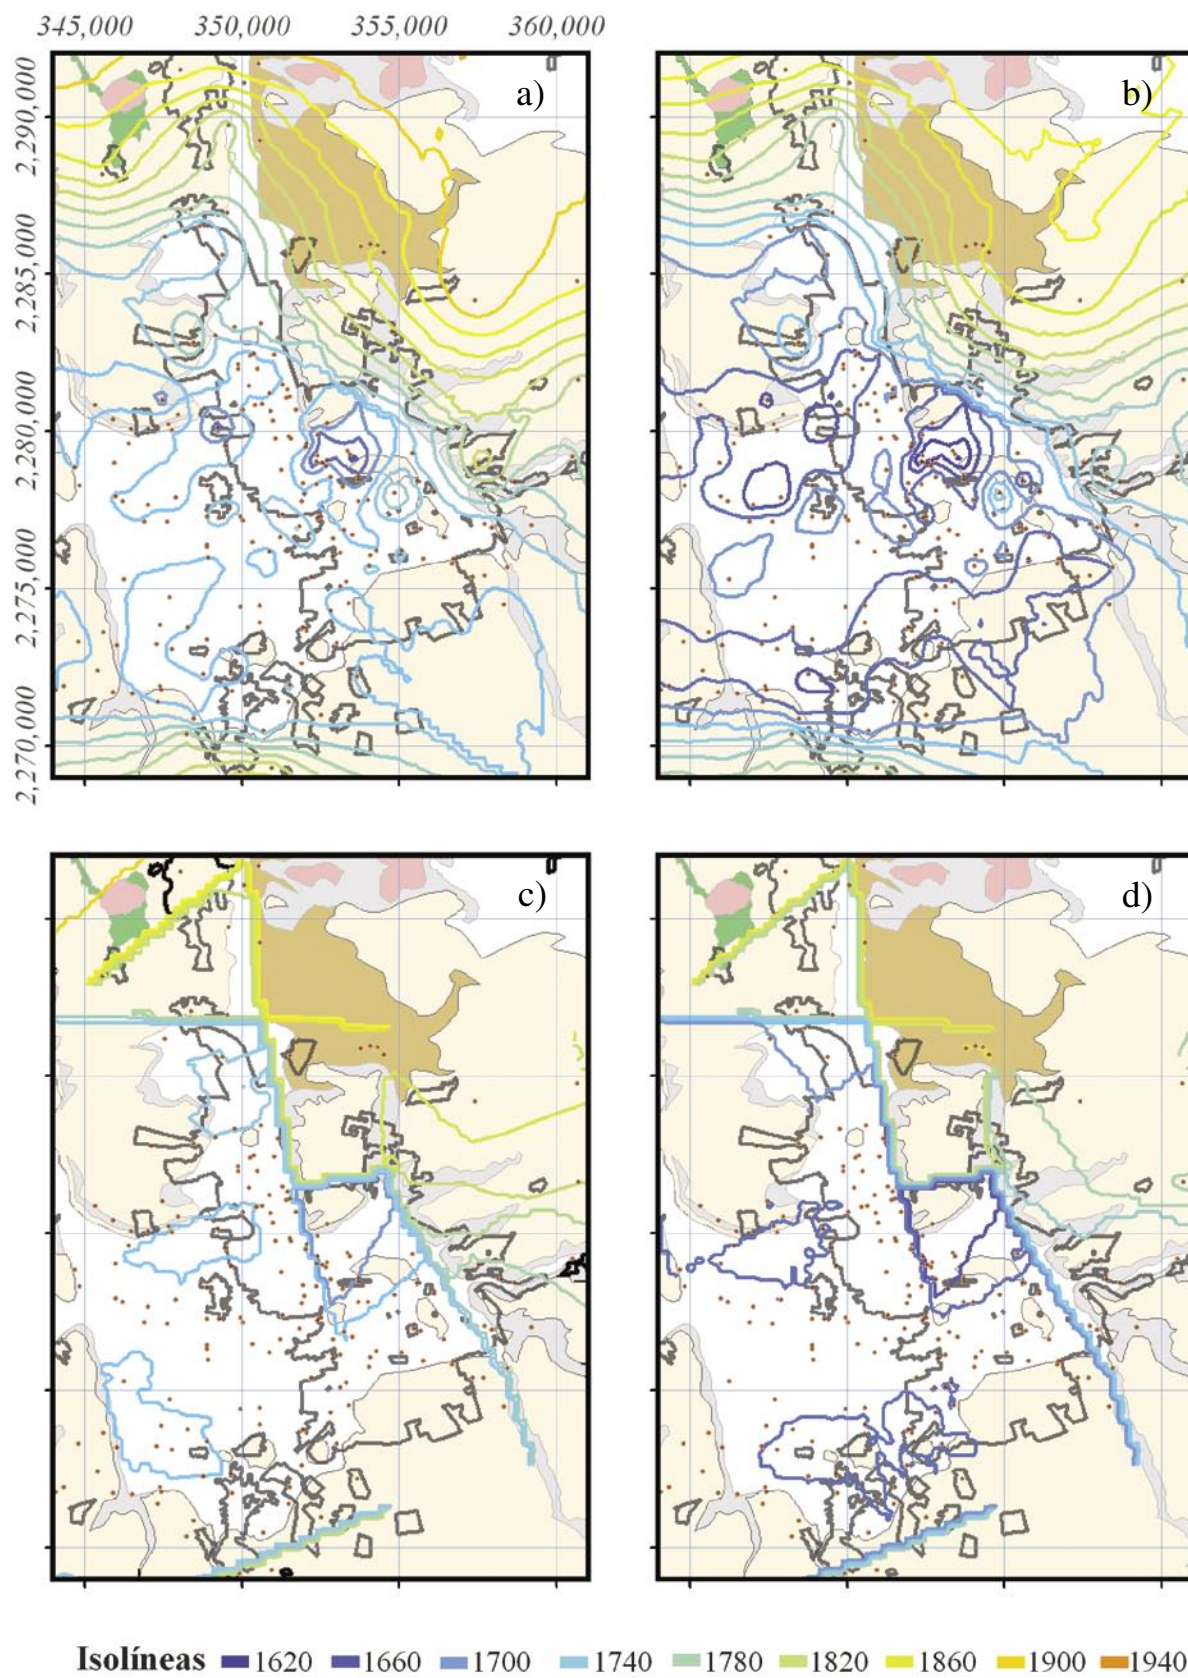 345,000 350,000 355,000 360,000
a)
b)
2,290,000
2,285,000
2,280,000
2,275,000
2,270,000
c)
d)
Isolíneas 1620 1660 1700 1740 1780 1820 1860 1900 1940